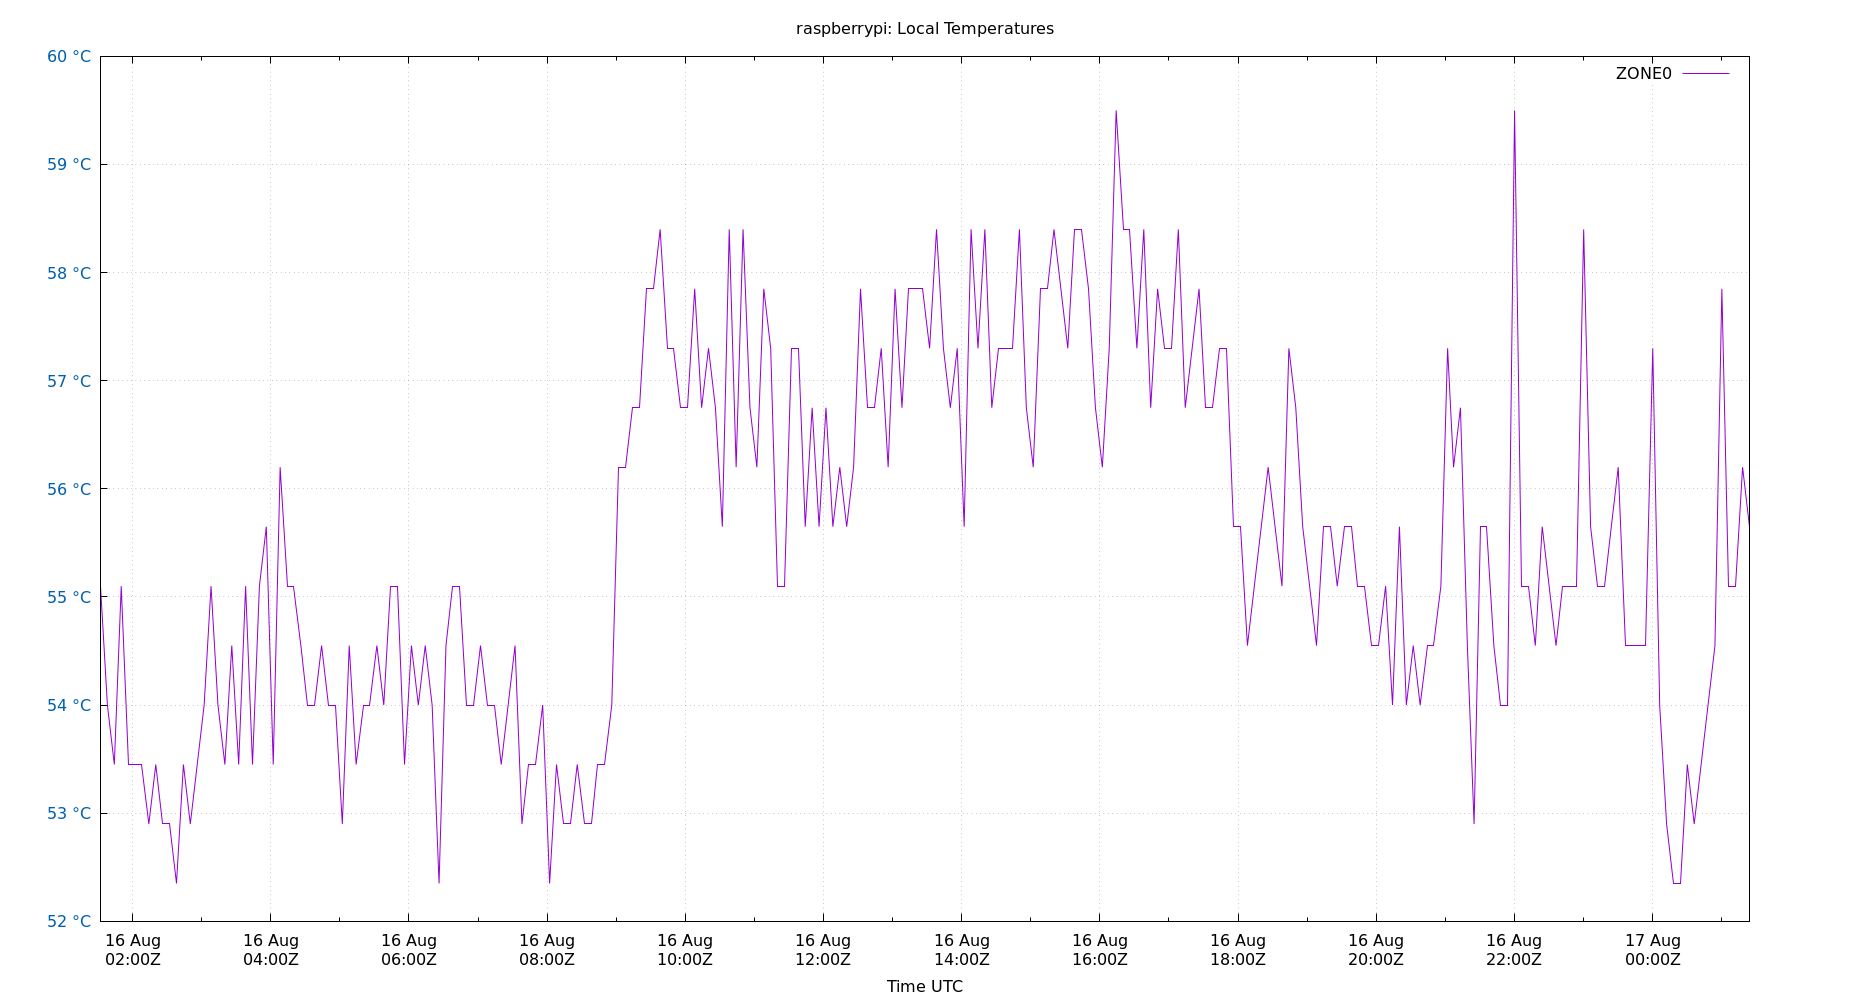 raspberrypi: Local Temperatures
60 °C
ZONE0
59 °C
58 °C
57 °C
56 °C
55 °C
54 °C
53 °C
52 °C
16 Aug 16 Aug 16 Aug 16 Aug 16 Aug 16 Aug 16 Aug 16 Aug 16 Aug 16 Aug 16 Aug 17 Aug
02:00Z 04:00Z 06:00Z 08:00Z 10:00Z 12:00Z 14:00Z 16:00Z 18:00Z 20:00Z 22:00Z 00:00Z
Time UTC